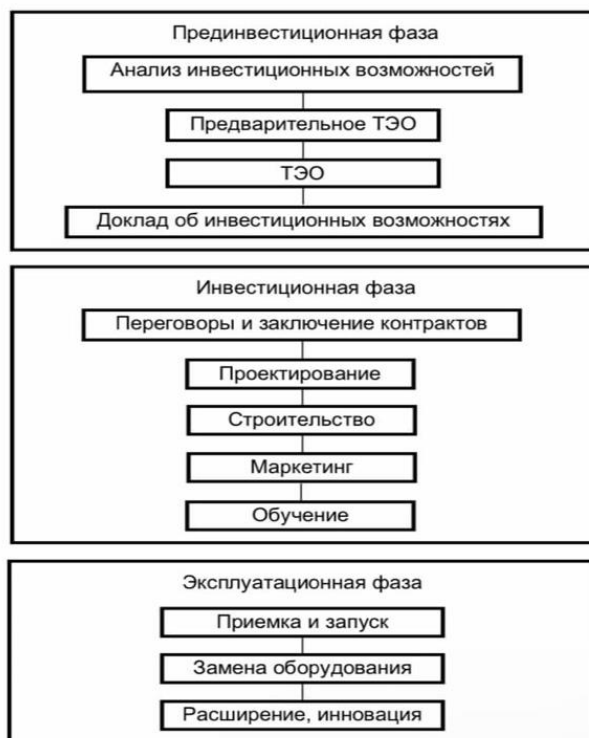 Прединвестиционная фаза
Анализ инвестиционных возможностей
Предварительное ТЭО
ТЭО
Доклад об инвестиционных возможностях
Инвестиционная фаза
Переговоры и заключение контрактов
Проектирование
Строительство
Маркетинг
Обучение
Эксплуатационная фаза
Приемка и запуск
Замена оборудования
Расширение, инновация